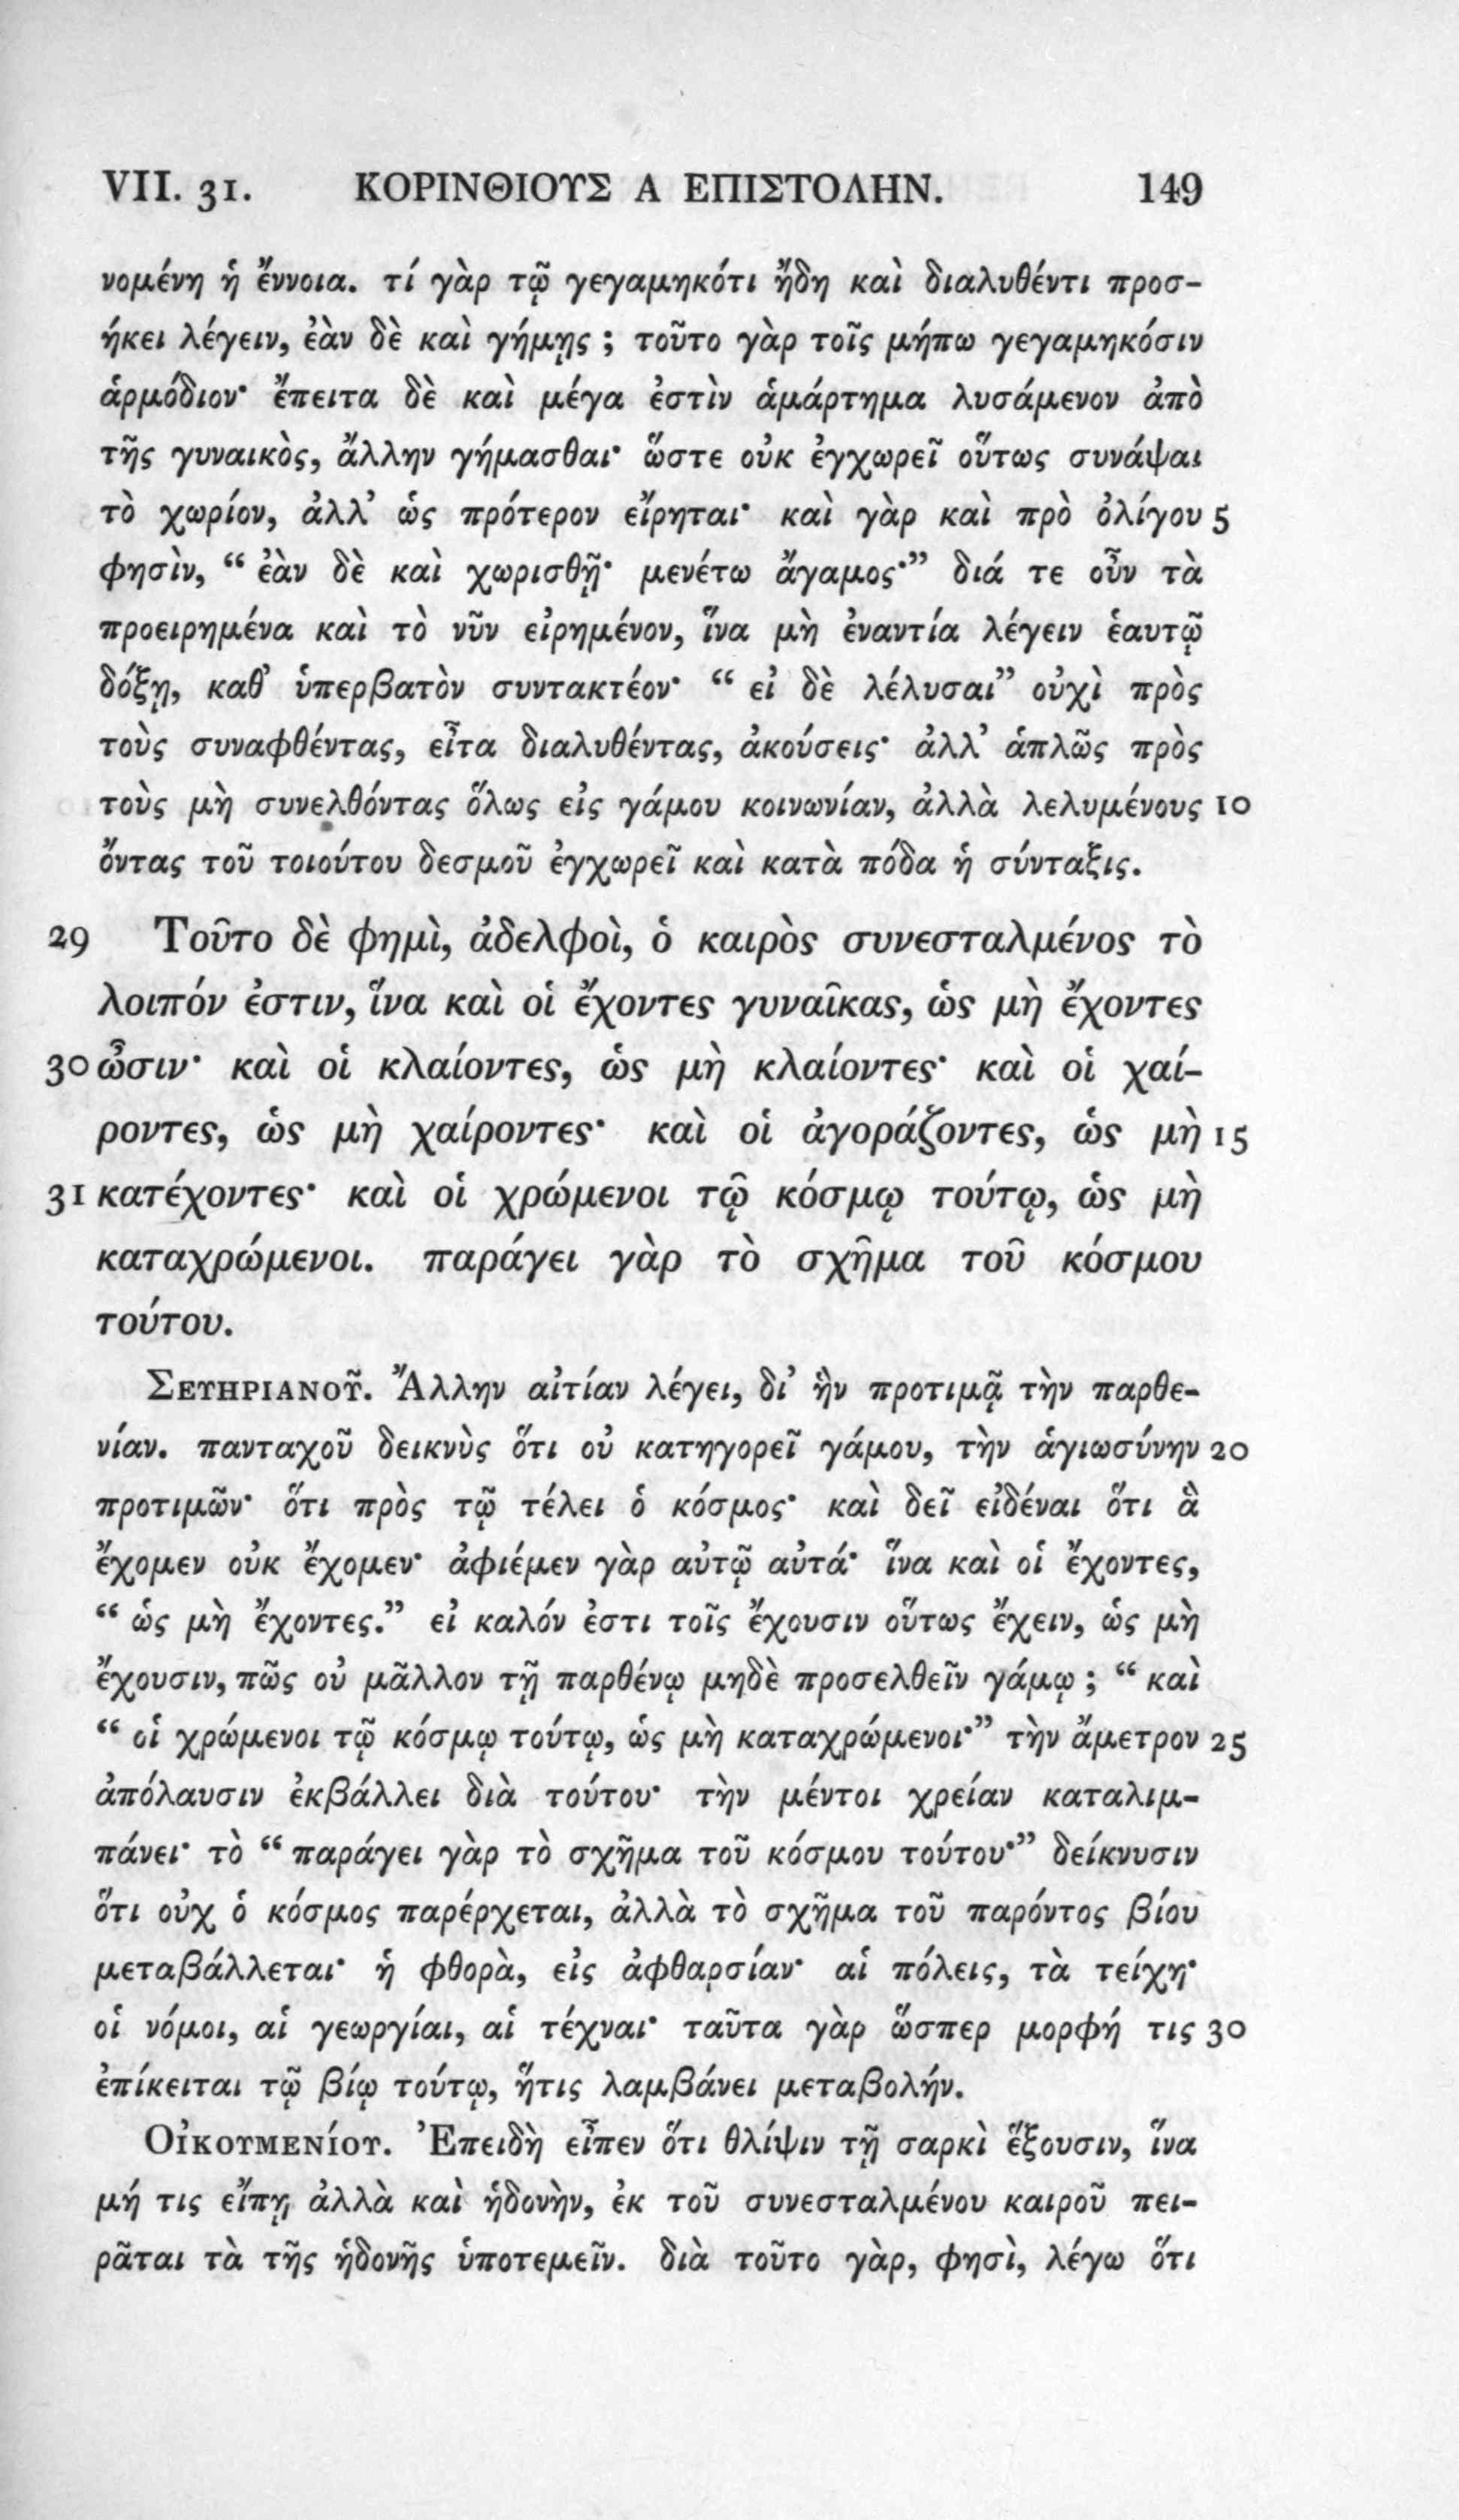 VII. 31. ΚΟΡΙΝΘΙΟΥΣ Α ΕΠΙΣΤΟΛΗΝ. 149
νομένη ἡ ἔννοια. τί γὰρ τῷ γεγαμηκότι ἤδη καὶ διαλυθέντι προσ-
ήκει λέγειν, ἐὰν δὲ καὶ γήμῃς ; τοῦτο γὰρ τοῖς μήπω γεγαμηκόσιν
ἁρμόδιον· ἔπειτα δὲ καὶ μέγα ἐστὶν ἁμάρτημα λυσάμενον ἀπὸ
τῆς γυναικὸς, ἄλλην γήμασθαι· ὥστε οὐκ ἐγχωρεῖ οὕτως συνάψαι
τὸ χωρίον, ἀλλ’ ὡς πρότερον εἴρηται· καὶ γὰρ καὶ πρὸ ὀλίγου 5
φησὶν, “ ἐὰν δὲ καὶ χωρισθῇ· μενέτω ἄγαμος·” διά τε οὖν τὰ
προειρημένα καὶ τὸ νῦν εἰρημένον, ἵνα μὴ ἐναντία λέγειν ἑαυτῷ
δόξῃ, καθ’ ὑπερβατὸν συντακτέον· “ εἰ δὲ λέλυσαι” οὐχὶ πρὸς
τοὺς συναφθέντας, εἶτα διαλυθέντας, ἀκούσεις· ἀλλ’ ἁπλῶς πρὸς
τοὺς μὴ συνελθόντας ὅλως εἰς γάμου κοινωνίαν, ἀλλὰ λελυμένους 10
ὄντας τοῦ τοιούτου δεσμοῦ ἐγχωρεῖ καὶ κατὰ πόδα ἡ σύνταξις.
29 Τοῦτο δὲ φημὶ, ἀδελφοὶ, ὁ καιρὸς συνεσταλμένος τὸ
λοιπόν ἐστιν, ἵνα καὶ οἱ ἔχοντες γυναῖκας, ὡς μὴ ἔχοντες
30 ὦσιν· καὶ οἱ κλαίοντες, ὡς μὴ κλαίοντες· καὶ οἱ χαί-
ροντες, ὡς μὴ χαίροντες· καὶ οἱ ἀγοράζοντες, ὡς μὴ 15
31 κατέχοντες· καὶ οἱ χρώμενοι τῷ κόσμῳ τούτῳ, ὡς μὴ
καταχρώμενοι. παράγει γὰρ τὸ σχῆμα τοῦ κόσμου
τούτου.
ΣΕΥΗΡΙΑΝΟῦ. Ἄλλην αἰτίαν λέγει, δι’ ἣν προτιμᾷ τὴν παρθε-
νίαν. πανταχοῦ δεικνὺς ὅτι οὐ κατηγορεῖ γάμου, τὴν ἁγιωσύνην 20
προτιμῶν· ὅτι πρὸς τῷ τέλει ὁ κόσμος· καὶ δεῖ εἰδέναι ὅτι ἃ
ἔχομεν οὐκ ἔχομεν· ἀφιέμεν γὰρ αὐτῷ αὐτά· ἵνα καὶ οἱ ἔχοντες,
“ ὡς μὴ ἔχοντες.” εἰ καλόν ἐστι τοῖς ἔχουσιν οὕτως ἔχειν, ὡς μὴ
ἔχουσιν, πῶς οὐ μᾶλλον τῇ παρθένῳ μηδὲ προσελθεῖν γάμῳ ; “ καὶ
“ οἱ χρώμενοι τῷ κόσμῳ τούτῳ, ὡς μὴ καταχρώμενοι·” τὴν ἄμετρον 25
ἀπόλαυσιν ἐκβάλλει διὰ τούτου· τὴν μέντοι χρείαν καταλιμ-
πάνει· τὸ “ παράγει γὰρ τὸ σχῆμα τοῦ κόσμου τούτου·” δείκνυσιν
ὅτι οὐχ ὁ κόσμος παρέρχεται, ἀλλὰ τὸ σχῆμα τοῦ παρόντος βίου
μεταβάλλεται· ἡ φθορὰ, εἰς ἀφθαρσίαν· αἱ πόλεις, τὰ τείχη·
οἱ νόμοι, αἱ γεωργίαι, αἱ τέχναι· ταῦτα γὰρ ὥσπερ μορφή τις 30
ἐπίκειται τῷ βίῳ τούτῳ, ἥτις λαμβάνει μεταβολήν.
ΟἸΚΟΥΜΕΝίΟΥ. Ἐπειδὴ εἶπεν ὅτι θλίψιν τῇ σαρκὶ ἕξουσιν, ἵνα
μή τις εἴπῃ ἀλλὰ καὶ ἡδονὴν, ἐκ τοῦ συνεσταλμένου καιροῦ πει-
ρᾶται τὰ τῆς ἡδονῆς ὑποτεμεῖν. διὰ τοῦτο γὰρ, φησὶ, λέγω ὅτι